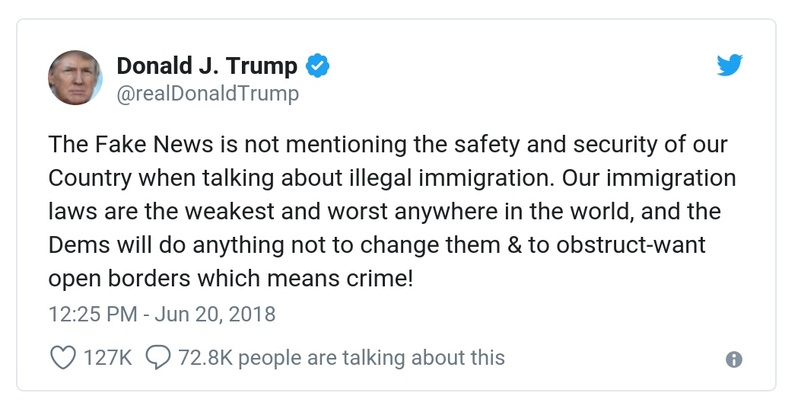 Donald J. Trump
@realDonaldTrump
The Fake News is not mentioning the safety and security of our
Country when talking about illegal immigration. Our immigration
laws are the weakest and worst anywhere in the world, and the
Dems will do anything not to change them & to obstruct-want
open borders which means crime!
12:25 PM - Jun 20, 2018
127K 72.8K people are talking about this